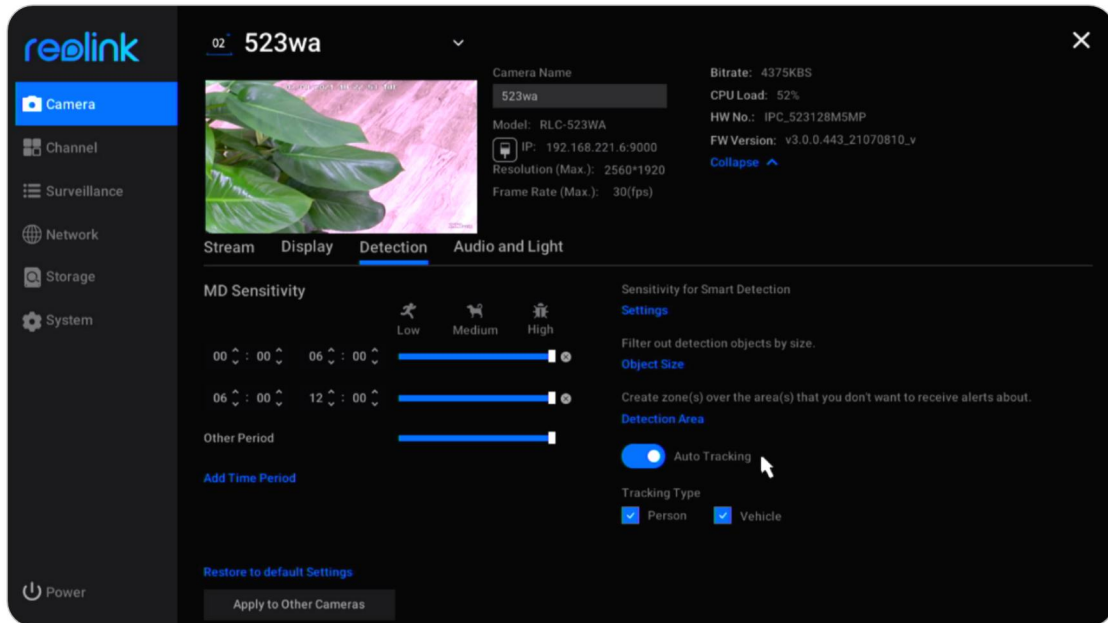 reolink
02 523wa
Camera
Channel
Surveillance
Network
Storage
System
Power
Camera Name
523wa
Model: RLC-523WA
IP: 192.168.221.6:9000
Resolution (Max.): 2560*1920
Frame Rate (Max.): 30(fps)
Bitrate: 4375KBS
CPU Load: 52%
HW No.: IPC_523128M5MP
FW Version: v3.0.0.443_21070810_v
Collapse
Stream Display Detection Audio and Light
MD Sensitivity
Low Medium High
00 : 00 06 : 00
06 : 00 12 : 00
Other Period
Add Time Period
Sensitivity for Smart Detection
Settings
Filter out detection objects by size.
Object Size
Create zone(s) over the area(s) that you don't want to receive alerts about.
Detection Area
Auto Tracking
Tracking Type
Person Vehicle
Restore to default Settings
Apply to Other Cameras